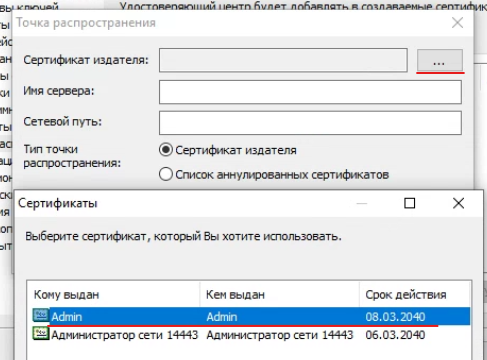 Удостоверяющий центр будет добавлять в создаваемые сертифик
Точка распространения
Сертификат издателя:
...
Имя сервера:
Сетевой путь:
Тип точки распространения:
Сертификат издателя
Список аннулированных сертификатов
Сертификаты
Выберите сертификат, который Вы хотите использовать.
Кому выдан Кем выдан Срок действия
Admin Admin 08.03.2040
Администратор сети 14443 Администратор сети 14443 06.03.2040